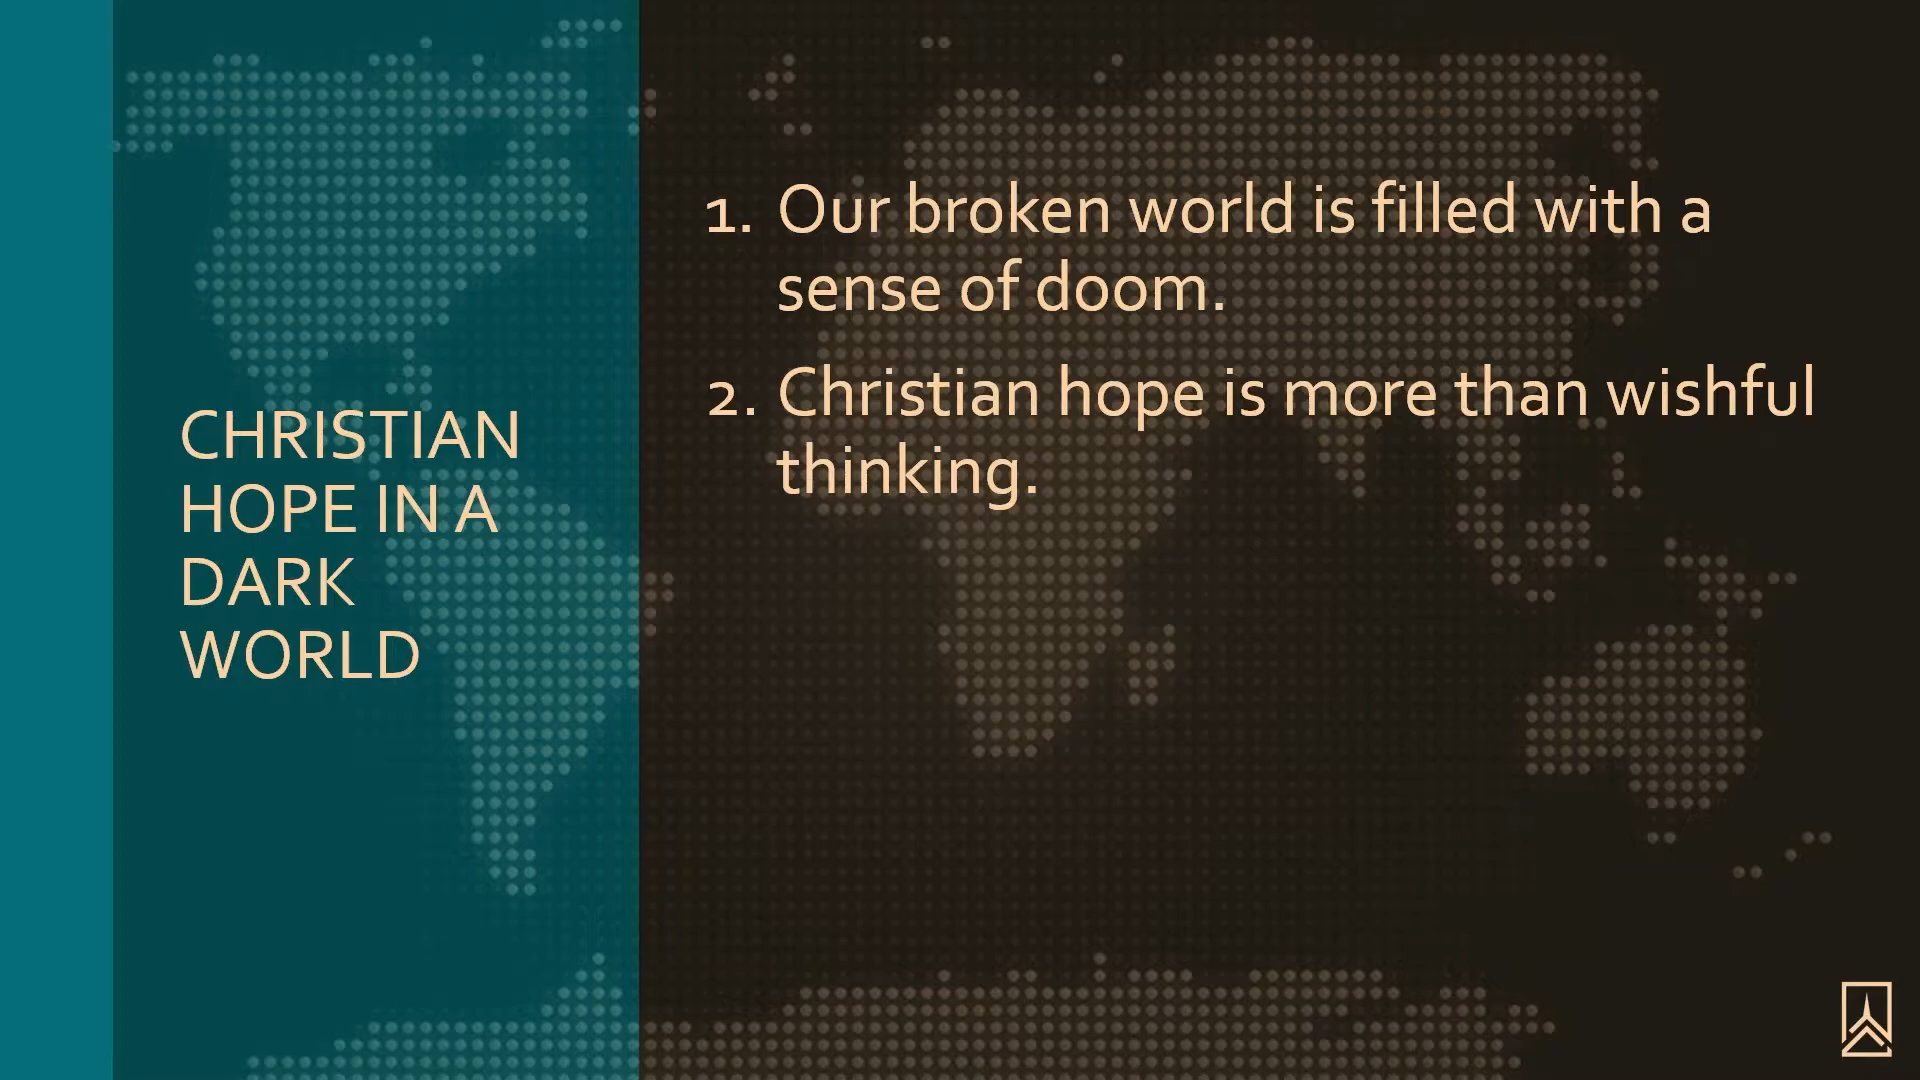 CHRISTIAN
HOPE IN A
DARK
WORLD
1. Our broken world is filled with a
sense of doom.
2. Christian hope is more than wishful
thinking.